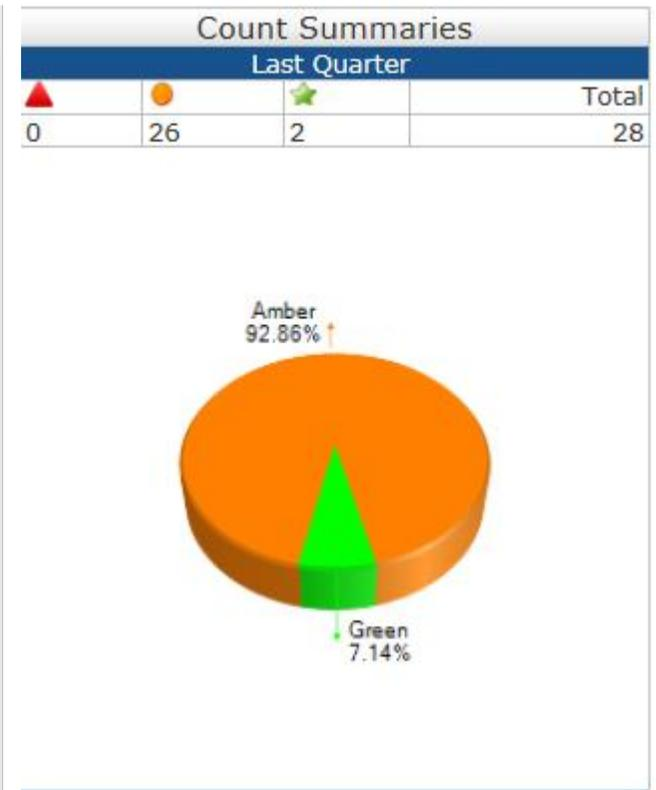 Count Summaries
Last Quarter
Total
0 26 2 28
Amber
92.86%
Green
7.14%